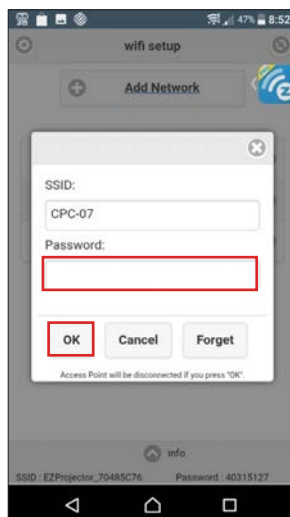 47% 8:52
wifi setup
Add Network
SSID:
CPC-07
Password:
OK Cancel Forget
Access Point will be disconnected if you press "OK".
info
SSID : EZProjector_70485C76 Password : 40315127